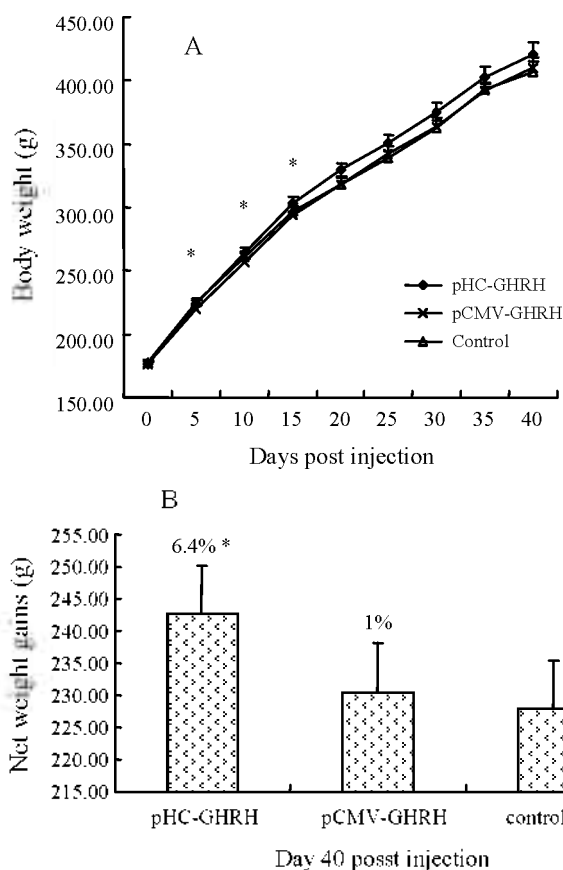 A
450.00
400.00
350.00
300.00
250.00
200.00
150.00
Body weight (g)
*
*
*
pHC-GHRH
pCMV-GHRH
Control
0 5 10 15 20 25 30 35 40
Days post injection
B
255.00
250.00
245.00
240.00
235.00
230.00
225.00
220.00
215.00
Net weight gains (g)
6.4% *
1%
pHC-GHRH pCMV-GHRH control
Day 40 posst injection